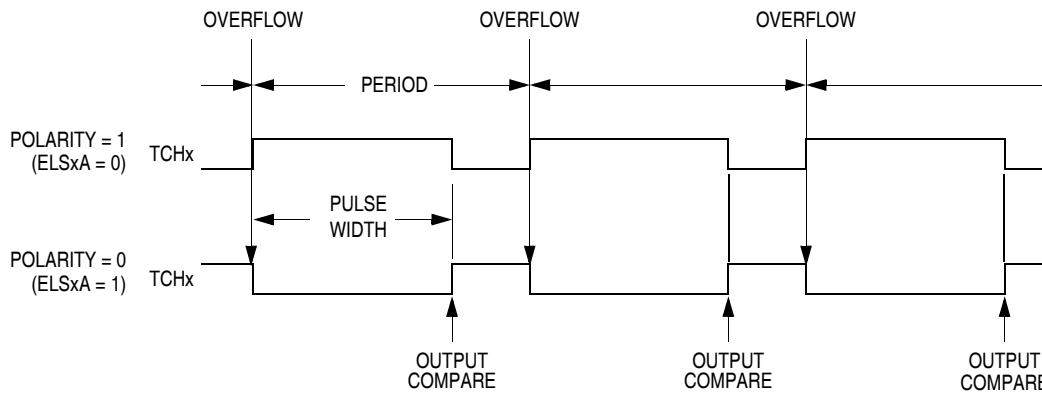 OVERFLOW OVERFLOW OVERFLOW
PERIOD
POLARITY = 1
(ELSxA = 0)
TCHx
PULSE
WIDTH
POLARITY = 0
(ELSxA = 1)
TCHx
OUTPUT
COMPARE
OUTPUT
COMPARE
OUTPUT
COMPARE